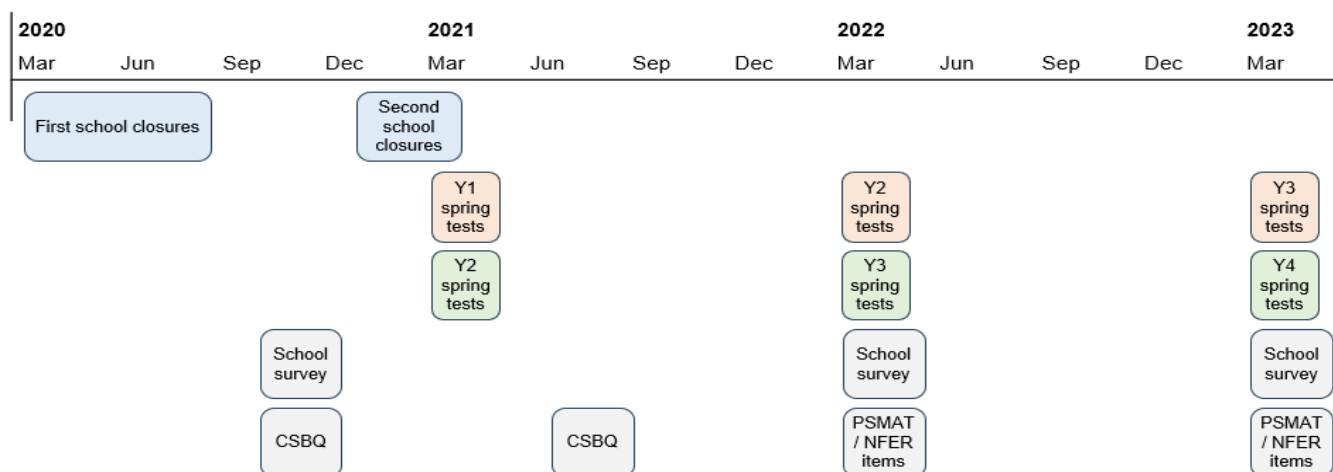 2020 2021 2022 2023
Mar Jun Sep Dec Mar Jun Sep Dec Mar Jun Sep Dec Mar
First school closures
Second
school
closures
Y1
spring
tests
Y2
spring
tests
Y3
spring
tests
Y2
spring
tests
Y3
spring
tests
Y4
spring
tests
School
survey
School
survey
School
survey
CSBQ
CSBQ
PSMAT
/ NFER
items
PSMAT
/ NFER
items